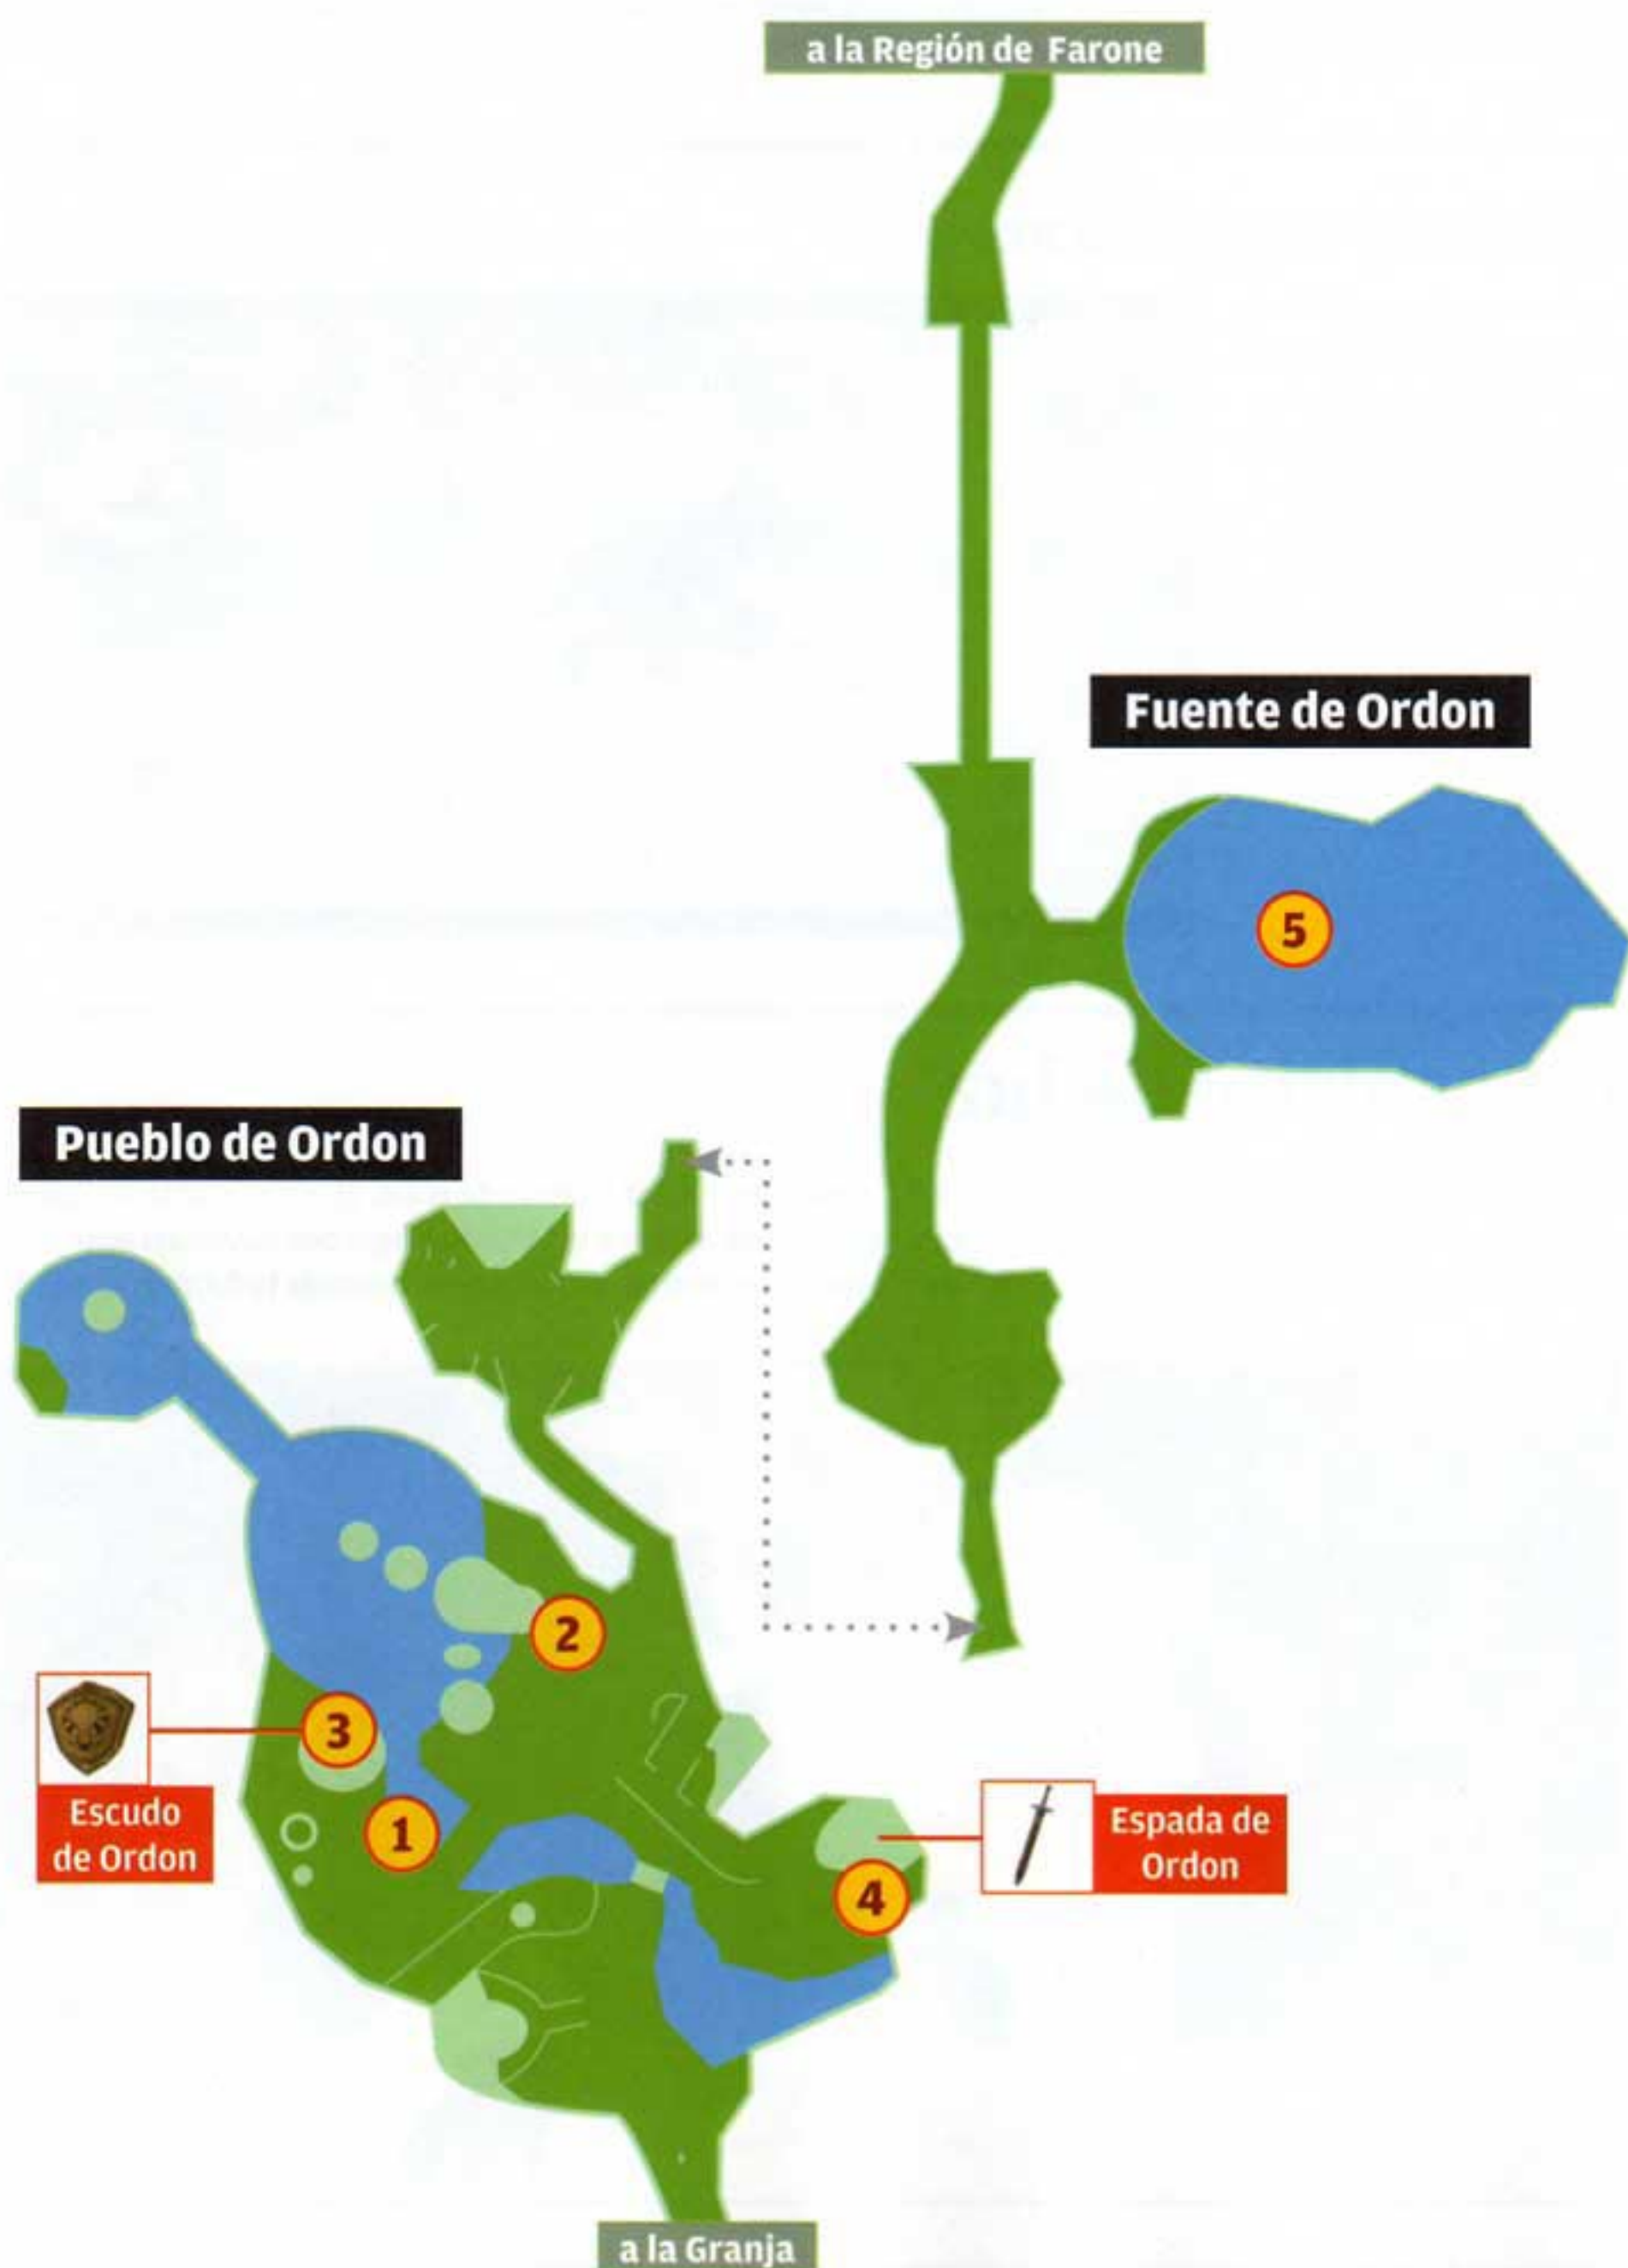 a la Región de Farone
Fuente de Ordon
5
Pueblo de Ordon
2
3
Escudo
de Ordon
1
Espada de
Ordon
4
a la Granja